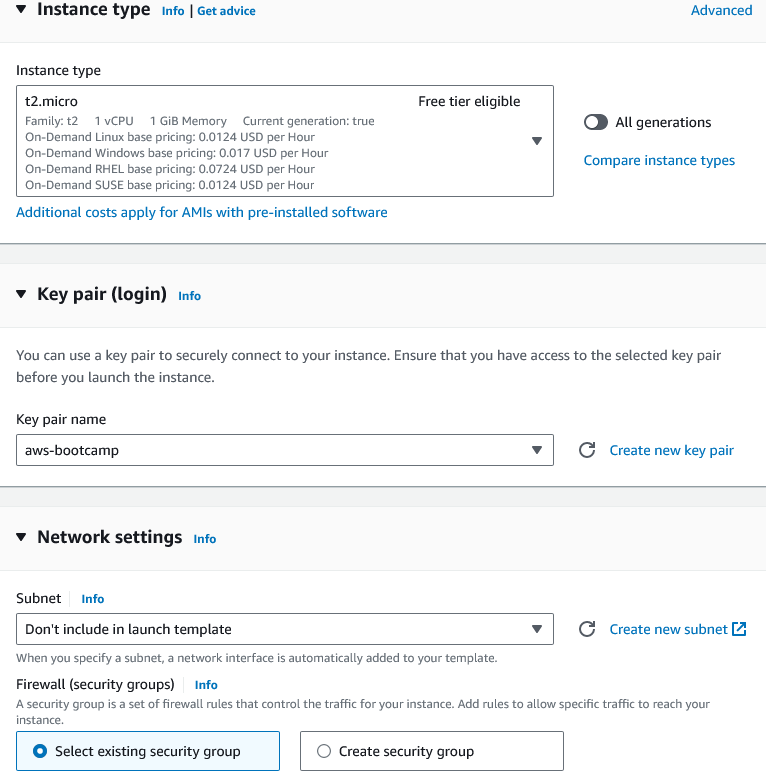 Instance type Info | Get advice Advanced
Instance type
t2.micro Free tier eligible
Family: t2 1 vCPU 1 GiB Memory Current generation: true
On-Demand Linux base pricing: 0.0124 USD per Hour
On-Demand Windows base pricing: 0.017 USD per Hour
On-Demand RHEL base pricing: 0.0724 USD per Hour
On-Demand SUSE base pricing: 0.0124 USD per Hour
All generations
Compare instance types
Additional costs apply for AMIs with pre-installed software
Key pair (login) Info
You can use a key pair to securely connect to your instance. Ensure that you have access to the selected key pair
before you launch the instance.
Key pair name
aws-bootcamp
Create new key pair
Network settings Info
Subnet Info
Don't include in launch template
Create new subnet
When you specify a subnet, a network interface is automatically added to your template.
Firewall (security groups) Info
A security group is a set of firewall rules that control the traffic for your instance. Add rules to allow specific traffic to reach your
instance.
Select existing security group
Create security group